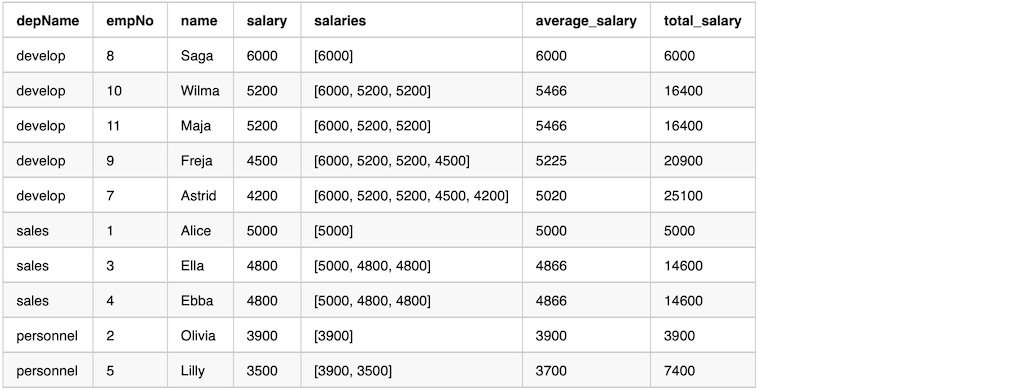 depName empNo name salary salaries average_salary total_salary
develop 8 Saga 6000 [6000] 6000 6000
develop 10 Wilma 5200 [6000, 5200, 5200] 5466 16400
develop 11 Maja 5200 [6000, 5200, 5200] 5466 16400
develop 9 Freja 4500 [6000, 5200, 5200, 4500] 5225 20900
develop 7 Astrid 4200 [6000, 5200, 5200, 4500, 4200] 5020 25100
sales 1 Alice 5000 [5000] 5000 5000
sales 3 Ella 4800 [5000, 4800, 4800] 4866 14600
sales 4 Ebba 4800 [5000, 4800, 4800] 4866 14600
personnel 2 Olivia 3900 [3900] 3900 3900
personnel 5 Lilly 3500 [3900, 3500] 3700 7400